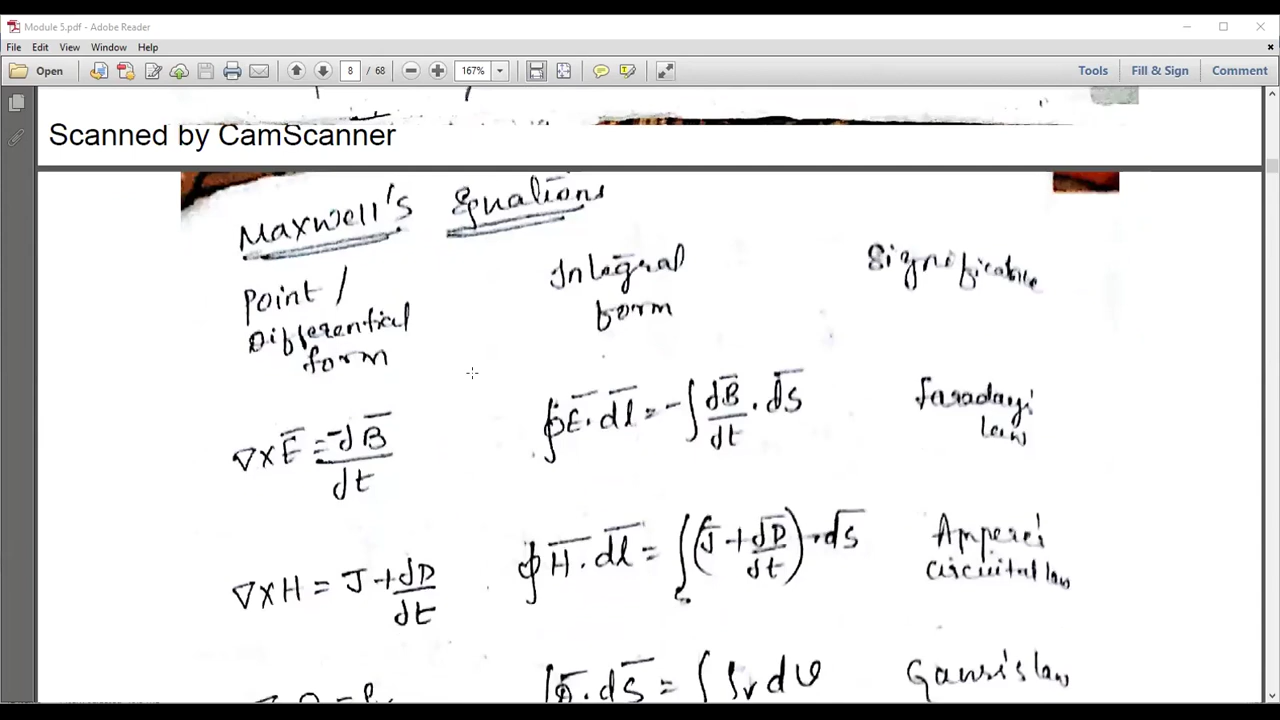 Module 5.pdf - Adobe Reader
File Edit View Window Help
Open 8 / 68 167% Tools Fill & Sign Comment
Scanned by CamScanner
Maxwell's Equations
Point / Differential form
Integral form
Significance
∇×E̅ = -dB̅/dt
∮E̅·dl̅ = -∫dB̅/dt·dS̅
Faraday's law
∇×H = J+dD/dt
∮H̅·dl̅ = ∫(J̅+dD̅/dt)·dS̅
Ampere's circuital law
∫D̅·dS̅ = ∫ρv dv
Gauss's law